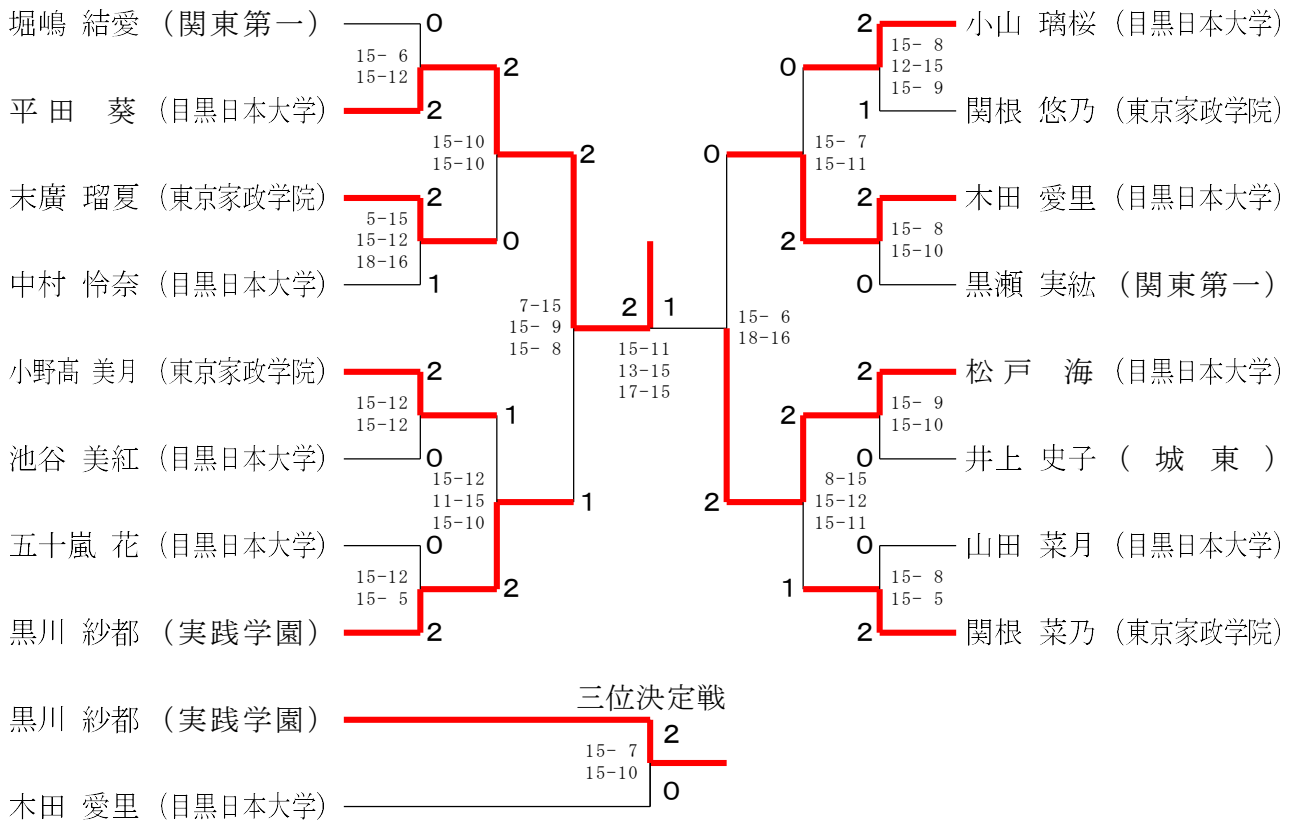 堀嶋 結愛 (関東第一) 0
15- 6
15-12
2
平田 葵 (目黒日本大学) 2
15-10
15-10
2
末廣 瑠夏 (東京家政学院) 2
5-15
15-12
18-16
0
中村 怜奈 (目黒日本大学) 1
7-15
15- 9
15- 8
小野髙 美月 (東京家政学院) 2
15-12
15-12
1
池谷 美紅 (目黒日本大学) 0
15-12
11-15
15-10
1
五十嵐 花 (目黒日本大学) 0
15-12
15- 5
2
黒川 紗都 (実践学園) 2
2 1
15-11
13-15
17-15
2 小山 璃桜 (目黒日本大学)
15- 8
12-15
15- 9
0
1 関根 悠乃 (東京家政学院)
15- 7
15-11
0
2 木田 愛里 (目黒日本大学)
15- 8
15-10
2
0 黒瀬 実紘 (関東第一)
15- 6
18-16
2 松戸 海 (目黒日本大学)
15- 9
15-10
2
0 井上 史子 (城東)
8-15
15-12
15-11
2
0 山田 菜月 (目黒日本大学)
15- 8
15- 5
1
2 関根 菜乃 (東京家政学院)
三位決定戦
黒川 紗都 (実践学園) 2
15- 7
15-10
木田 愛里 (目黒日本大学) 0